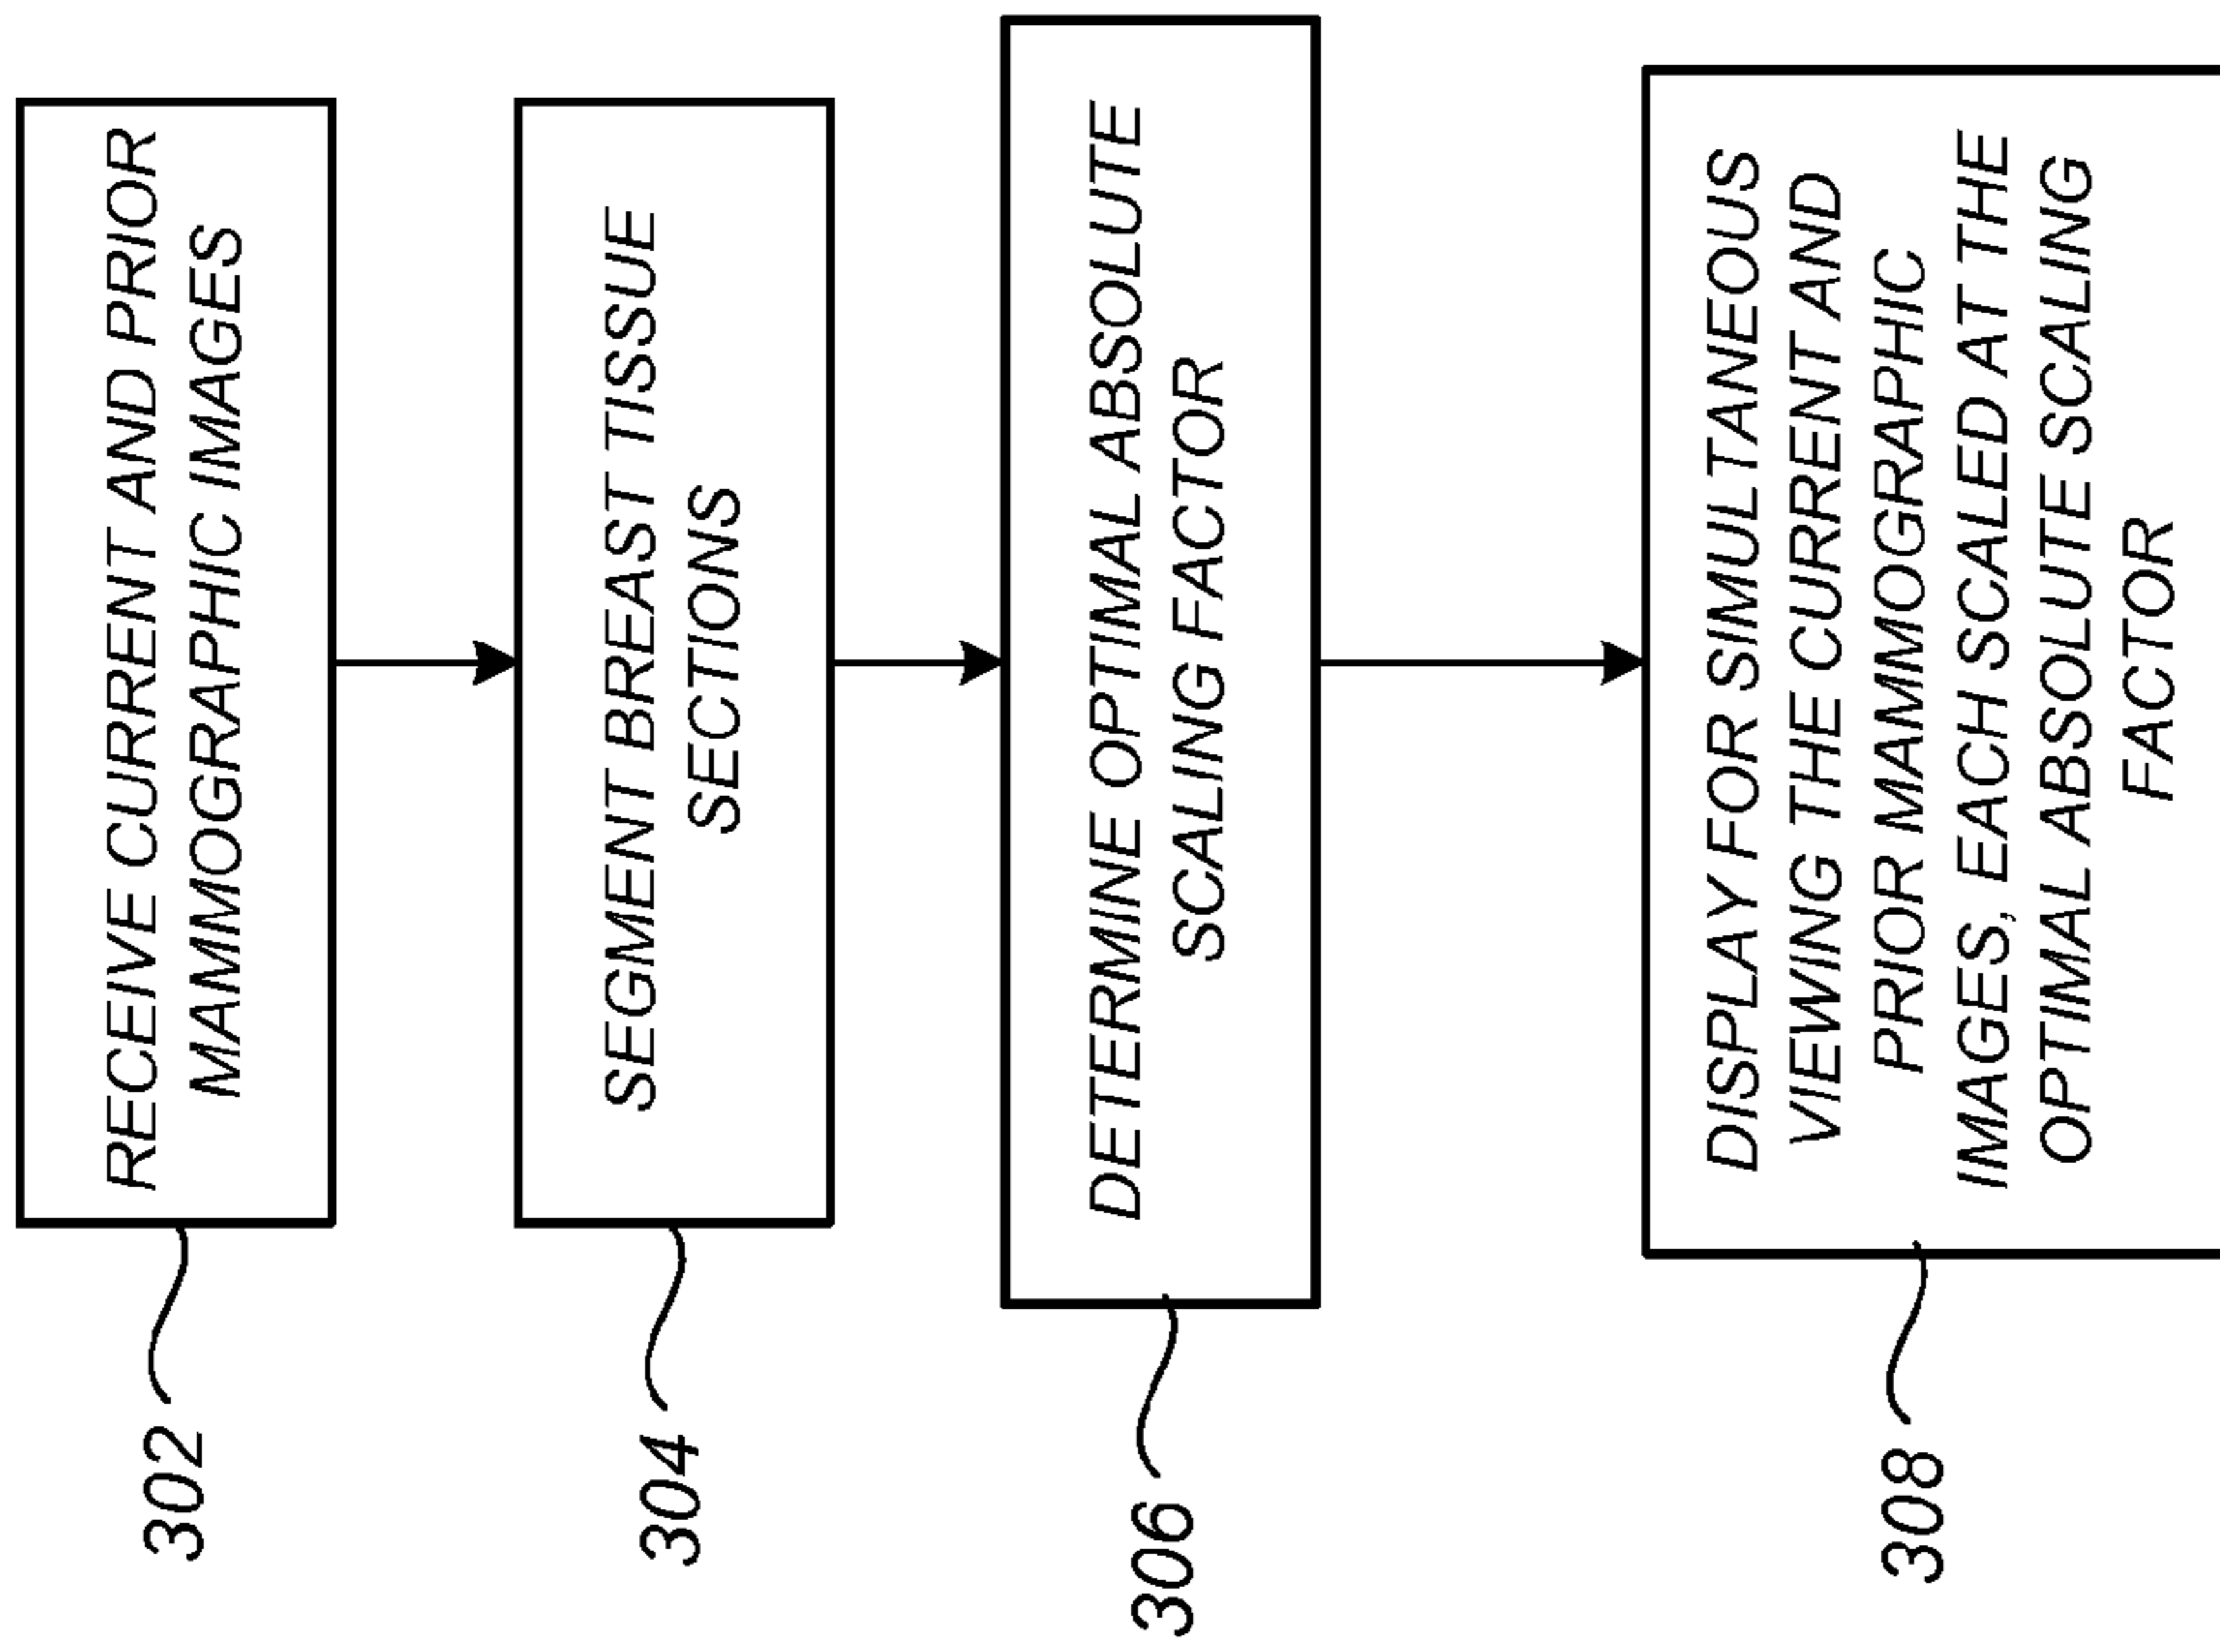 302
RECEIVE CURRENT AND PRIOR
MAMMOGRAPHIC IMAGES
304
SEGMENT BREAST TISSUE
SECTIONS
306
DETERMINE OPTIMAL ABSOLUTE
SCALING FACTOR
308
DISPLAY FOR SIMULTANEOUS
VIEWING THE CURRENT AND
PRIOR MAMMOGRAPHIC
IMAGES, EACH SCALED AT THE
OPTIMAL ABSOLUTE SCALING
FACTOR